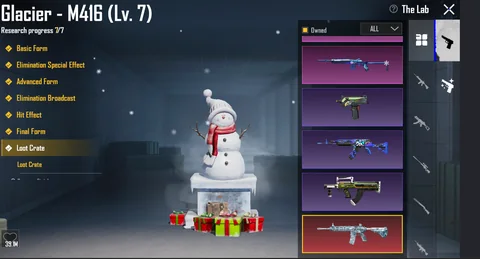 Glacier - M416 (Lv. 7)
Research progress 7/7
The Lab
Basic Form
Elimination Special Effect
Advanced Form
Elimination Broadcast
Hit Effect
Final Form
Loot Crate
Loot Crate
Owned
ALL
39.1M